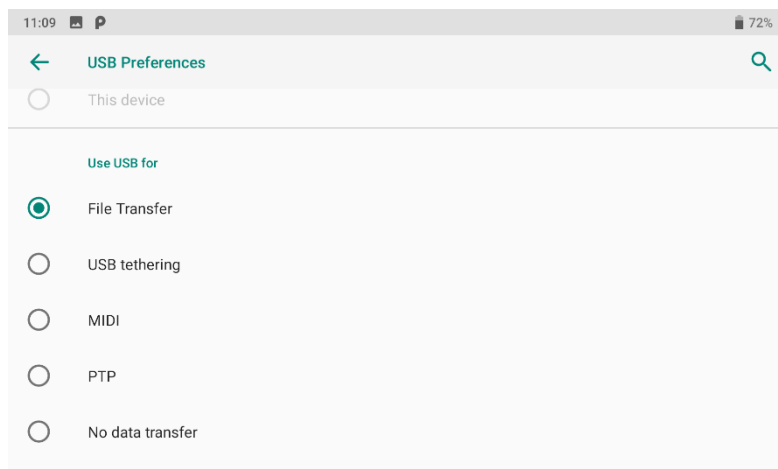 11:09 72%
USB Preferences
This device
Use USB for
File Transfer
USB tethering
MIDI
PTP
No data transfer